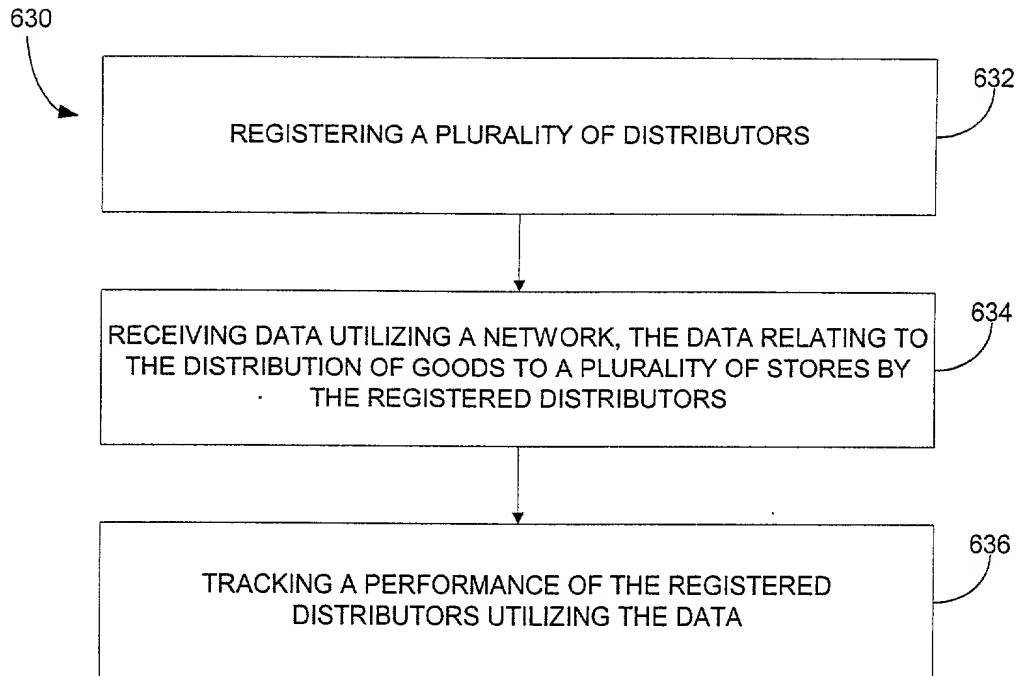 630
632
REGISTERING A PLURALITY OF DISTRIBUTORS
634
RECEIVING DATA UTILIZING A NETWORK, THE DATA RELATING TO
THE DISTRIBUTION OF GOODS TO A PLURALITY OF STORES BY
THE REGISTERED DISTRIBUTORS
636
TRACKING A PERFORMANCE OF THE REGISTERED
DISTRIBUTORS UTILIZING THE DATA